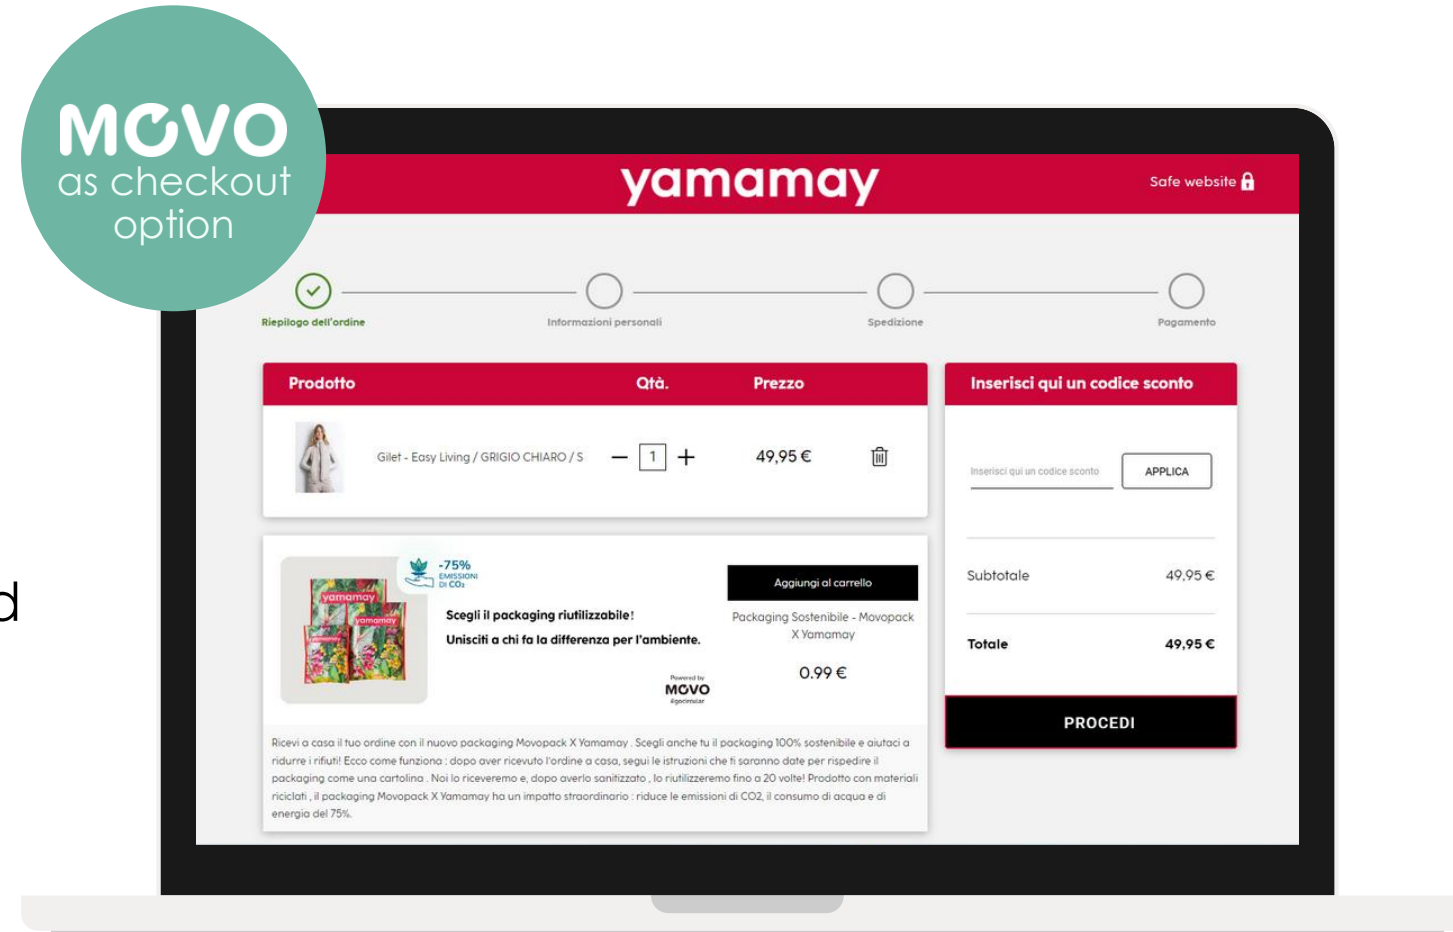 MOVO
as checkout
option
yamamay
Safe website
Riepilogo dell'ordine
Informazioni personali
Spedizione
Pagamento
Prodotto
Qtà.
Prezzo
Gilet - Easy Living / GRIGIO CHIARO / S
1
49,95 €
Inserisci qui un codice sconto
Inserisci qui un codice sconto
APPLICA
Subtotale
49,95 €
Totale
49,95 €
PROCEDI
-75%
EMISSIONI
DI CO₂
yamamay
yamamay
Scegli il packaging riutilizzabile!
Unisciti a chi fa la differenza per l'ambiente.
Powered by
MOVO
#gocircular
Aggiungi al carrello
Packaging Sostenibile - Movopack
X Yamamay
0.99 €
Ricevi a casa il tuo ordine con il nuovo packaging Movopack X Yamamay . Scegli anche tu il packaging 100% sostenibile e aiutaci a
ridurre i rifiuti! Ecco come funziona : dopo aver ricevuto l'ordine a casa, segui le istruzioni che ti saranno date per rispedire il
packaging come una cartolina . Noi lo riceveremo e, dopo averlo sanitizzato , lo riutilizzeremo fino a 20 volte! Prodotto con materiali
riciclati , il packaging Movopack X Yamamay ha un impatto straordinario : riduce le emissioni di CO2, il consumo di acqua e di
energia del 75%.
d